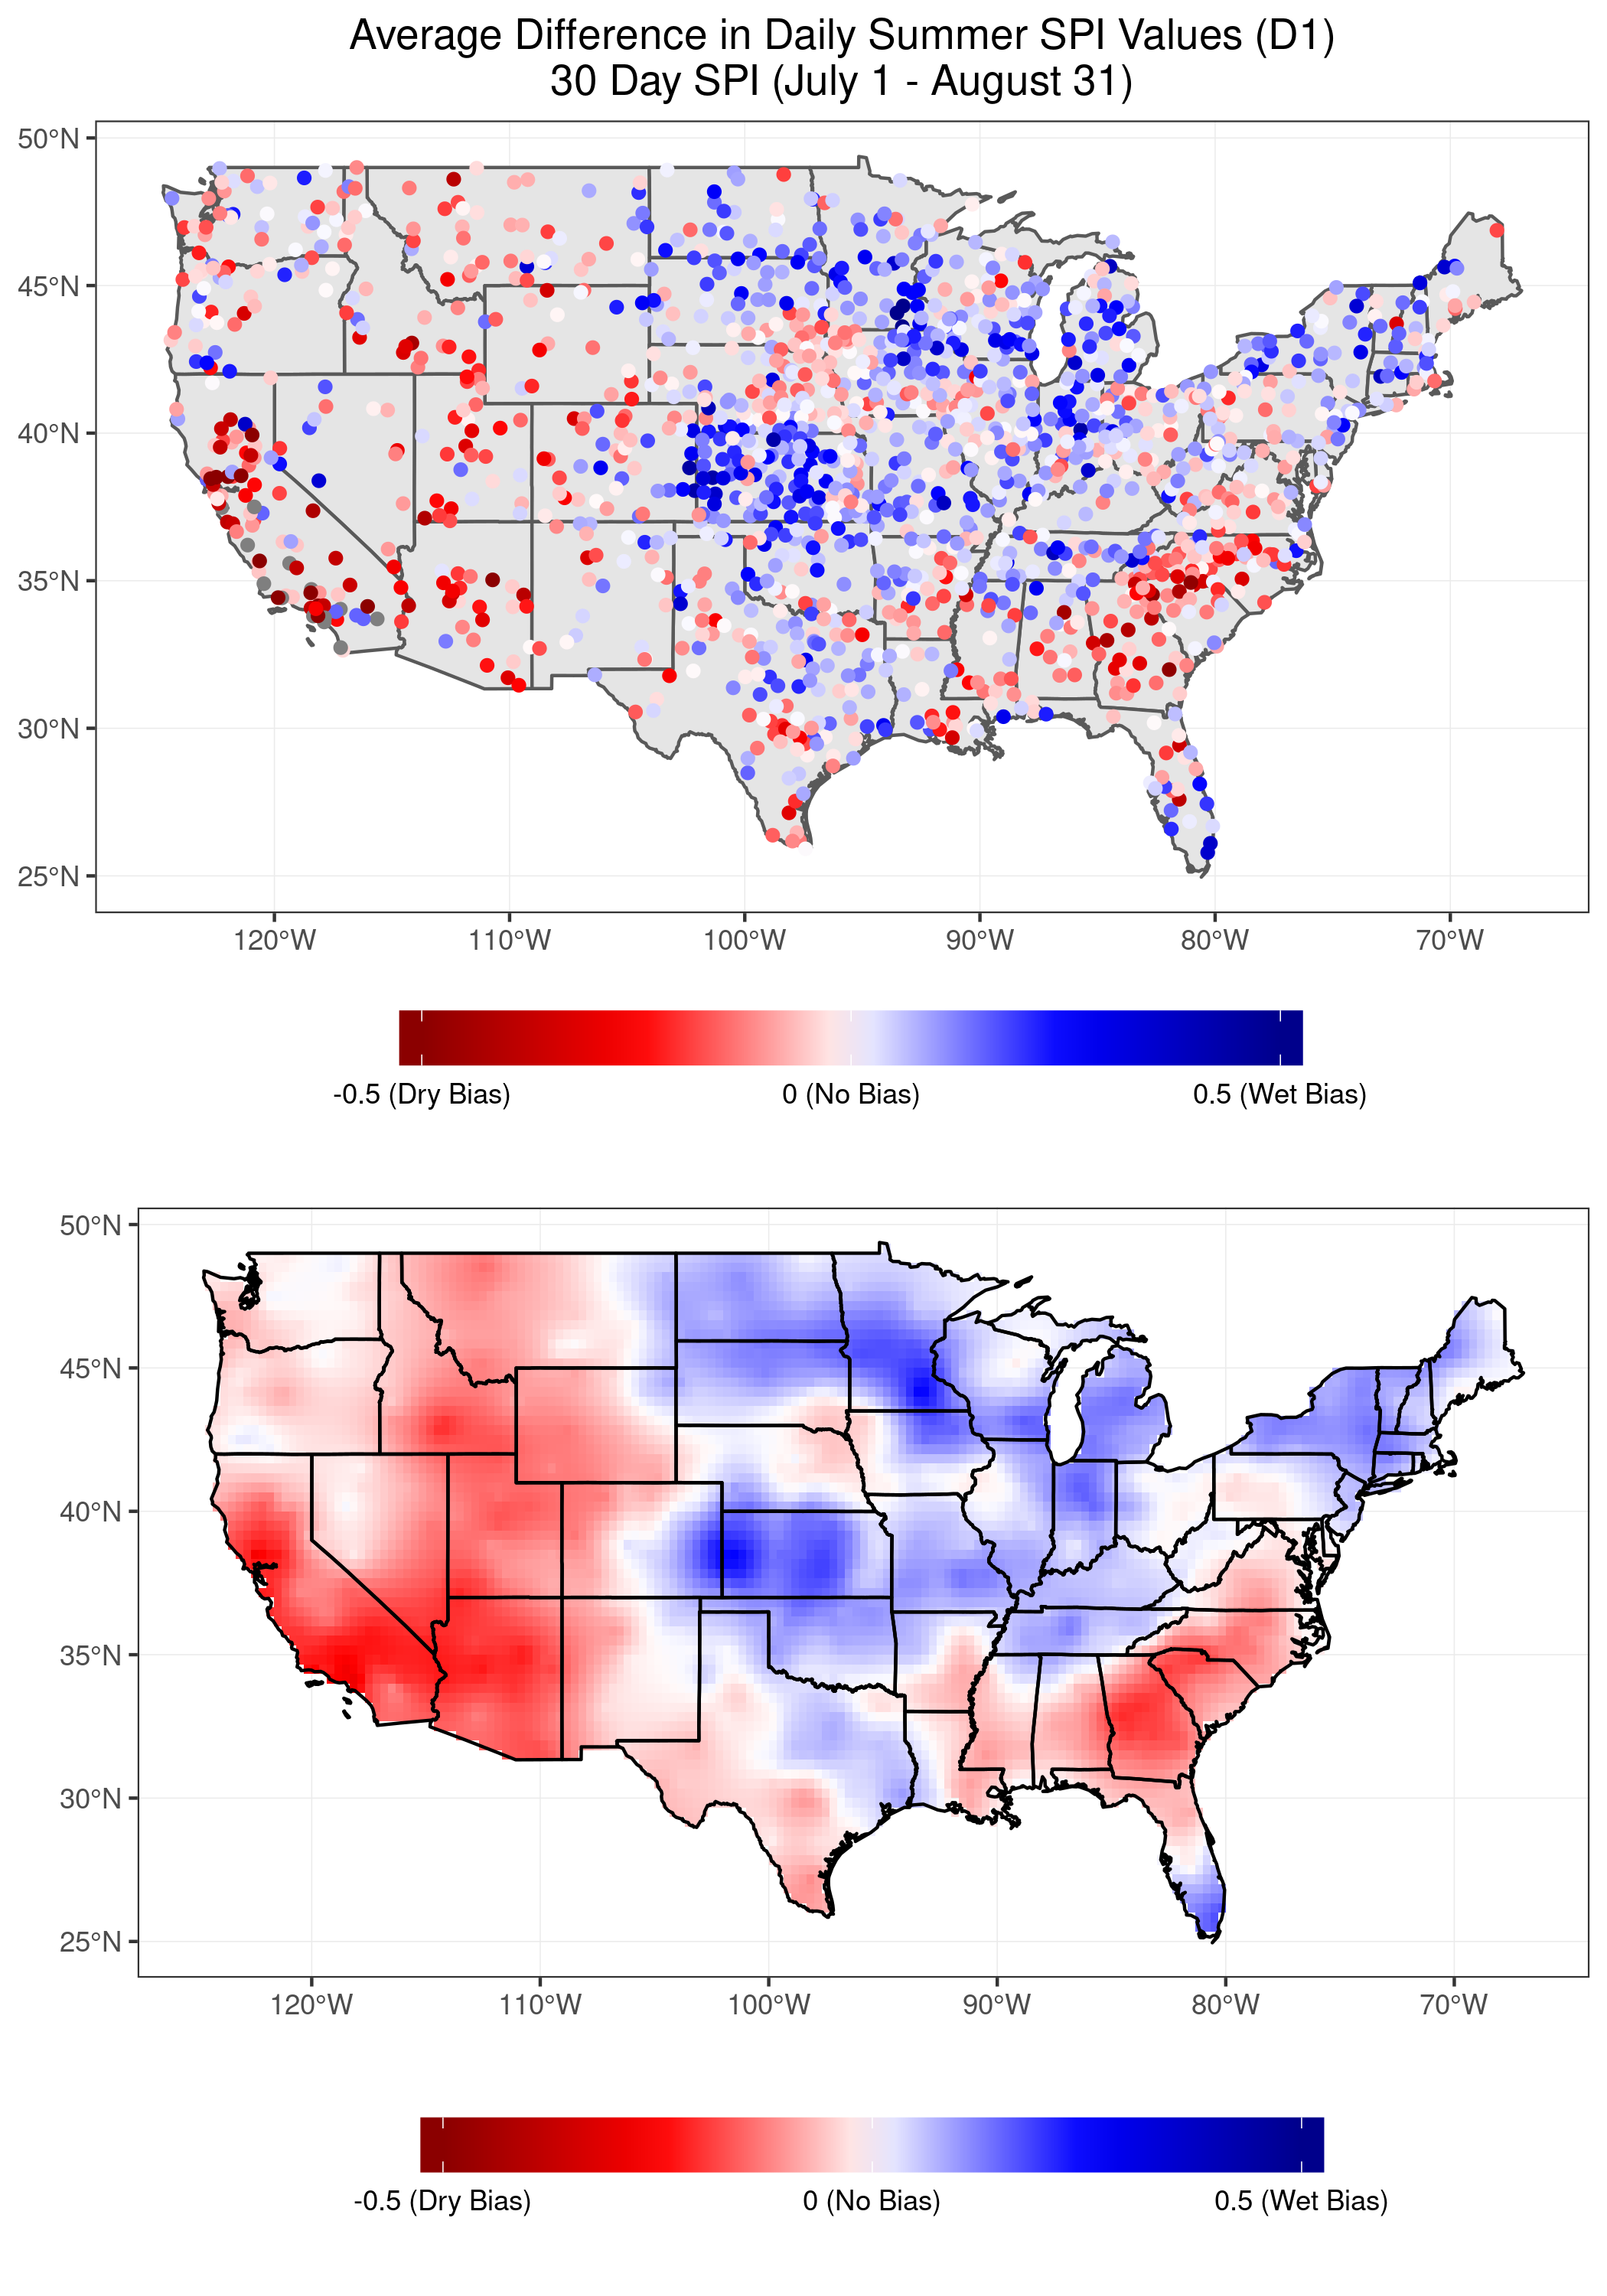 Average Difference in Daily Summer SPI Values (D1)
30 Day SPI (July 1 - August 31)
50°N
45°N
40°N
35°N
30°N
25°N
120°W 110°W 100°W 90°W 80°W 70°W
-0.5 (Dry Bias) 0 (No Bias) 0.5 (Wet Bias)
50°N
45°N
40°N
35°N
30°N
25°N
120°W 110°W 100°W 90°W 80°W 70°W
-0.5 (Dry Bias) 0 (No Bias) 0.5 (Wet Bias)